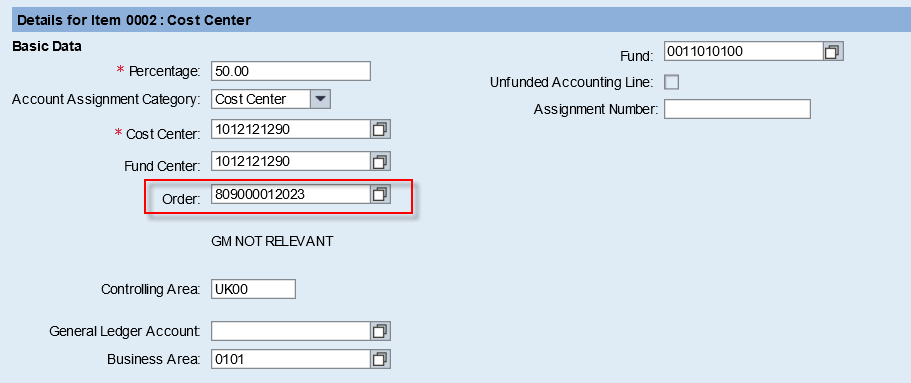 Details for Item 0002 : Cost Center
Basic Data
* Percentage: 50.00
Account Assignment Category: Cost Center
* Cost Center: 1012121290
Fund Center: 1012121290
Order: 809000012023
GM NOT RELEVANT
Controlling Area: UK00
General Ledger Account:
Business Area: 0101
Fund: 0011010100
Unfunded Accounting Line:
Assignment Number: